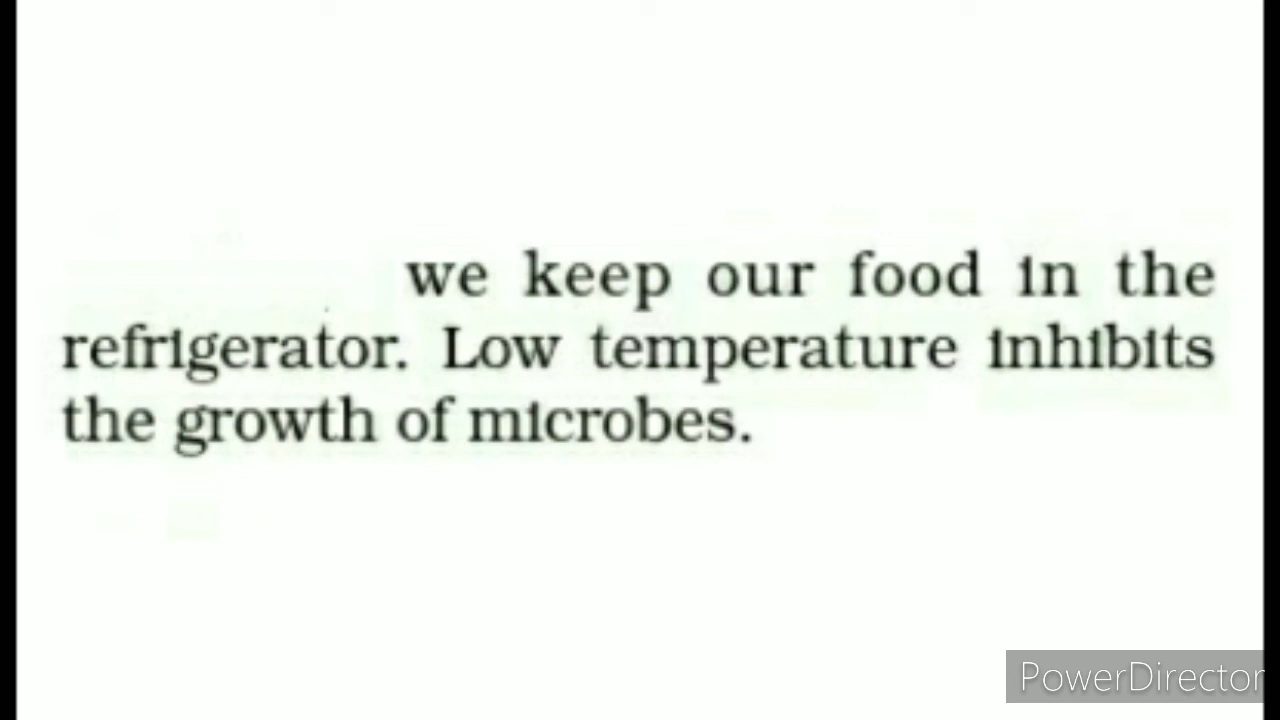 we keep our food in the
refrigerator. Low temperature inhibits
the growth of microbes.
PowerDirector